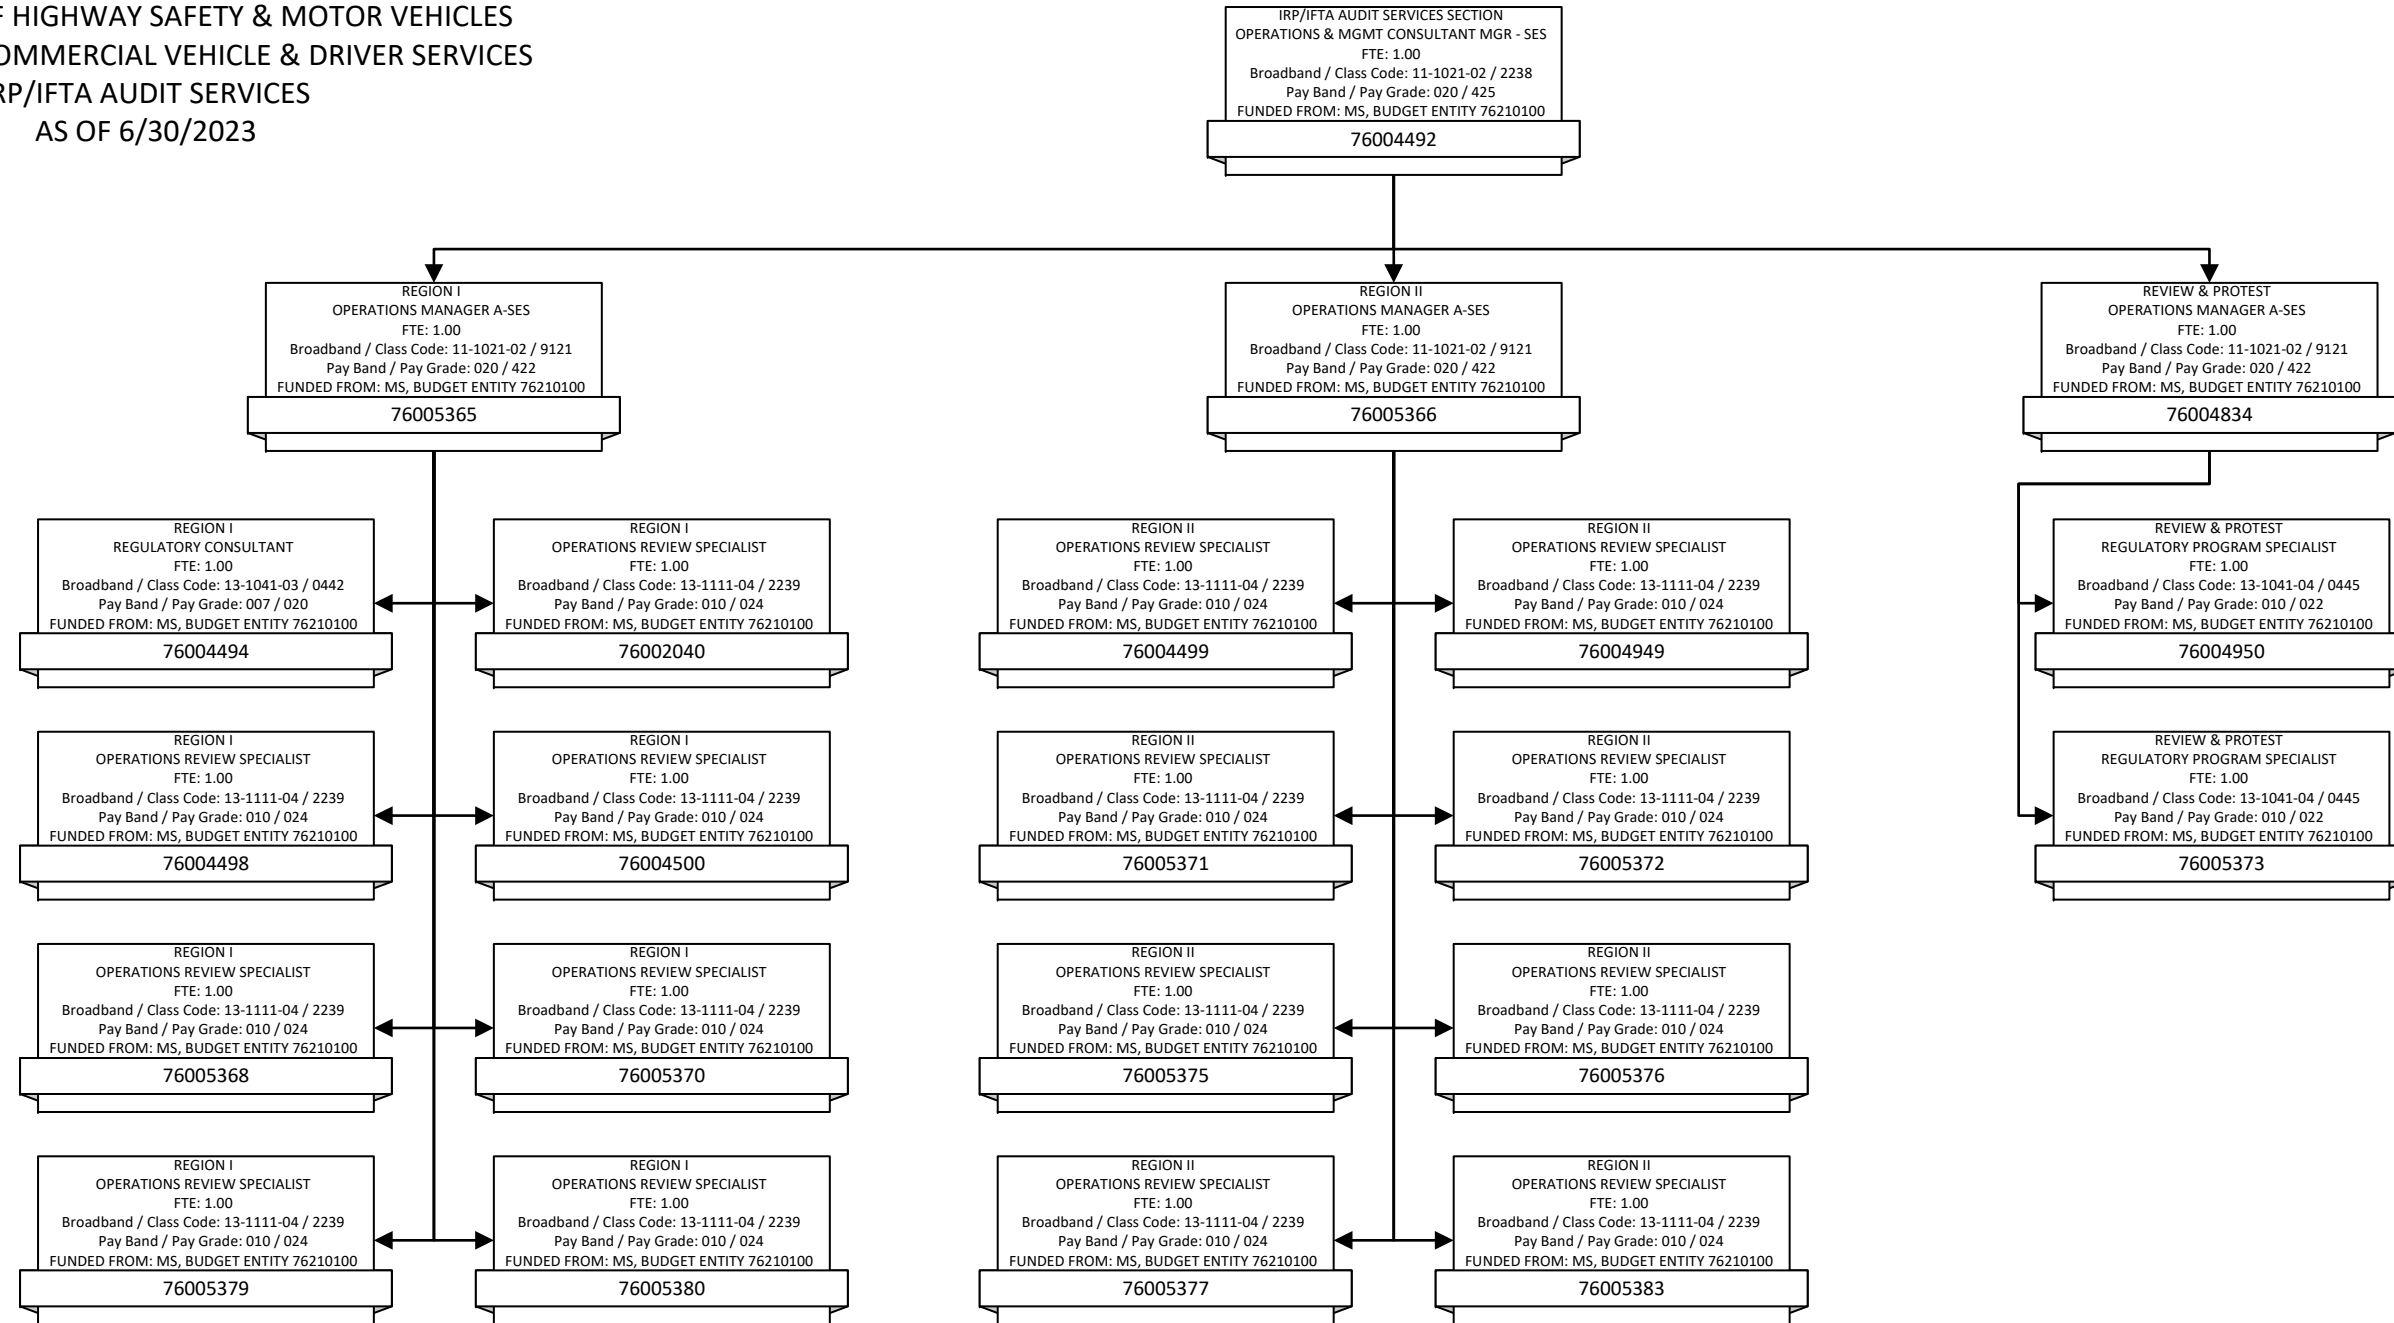 HIGHWAY SAFETY & MOTOR VEHICLES
COMMERCIAL VEHICLE & DRIVER SERVICES
IRP/IFTA AUDIT SERVICES
AS OF 6/30/2023
IRP/IFTA AUDIT SERVICES SECTION
OPERATIONS & MGMT CONSULTANT MGR - SES
FTE: 1.00
Broadband / Class Code: 11-1021-02 / 2238
Pay Band / Pay Grade: 020 / 425
FUNDED FROM: MS, BUDGET ENTITY 76210100
76004492
REGION I
OPERATIONS MANAGER A-SES
FTE: 1.00
Broadband / Class Code: 11-1021-02 / 9121
Pay Band / Pay Grade: 020 / 422
FUNDED FROM: MS, BUDGET ENTITY 76210100
76005365
REGION II
OPERATIONS MANAGER A-SES
FTE: 1.00
Broadband / Class Code: 11-1021-02 / 9121
Pay Band / Pay Grade: 020 / 422
FUNDED FROM: MS, BUDGET ENTITY 76210100
76005366
REVIEW & PROTEST
OPERATIONS MANAGER A-SES
FTE: 1.00
Broadband / Class Code: 11-1021-02 / 9121
Pay Band / Pay Grade: 020 / 422
FUNDED FROM: MS, BUDGET ENTITY 76210100
76004834
REGION I
REGULATORY CONSULTANT
FTE: 1.00
Broadband / Class Code: 13-1041-03 / 0442
Pay Band / Pay Grade: 007 / 020
FUNDED FROM: MS, BUDGET ENTITY 76210100
76004494
REGION I
OPERATIONS REVIEW SPECIALIST
FTE: 1.00
Broadband / Class Code: 13-1111-04 / 2239
Pay Band / Pay Grade: 010 / 024
FUNDED FROM: MS, BUDGET ENTITY 76210100
76002040
REGION II
OPERATIONS REVIEW SPECIALIST
FTE: 1.00
Broadband / Class Code: 13-1111-04 / 2239
Pay Band / Pay Grade: 010 / 024
FUNDED FROM: MS, BUDGET ENTITY 76210100
76004499
REGION II
OPERATIONS REVIEW SPECIALIST
FTE: 1.00
Broadband / Class Code: 13-1111-04 / 2239
Pay Band / Pay Grade: 010 / 024
FUNDED FROM: MS, BUDGET ENTITY 76210100
76004949
REVIEW & PROTEST
REGULATORY PROGRAM SPECIALIST
FTE: 1.00
Broadband / Class Code: 13-1041-04 / 0445
Pay Band / Pay Grade: 010 / 022
FUNDED FROM: MS, BUDGET ENTITY 76210100
76004950
REGION I
OPERATIONS REVIEW SPECIALIST
FTE: 1.00
Broadband / Class Code: 13-1111-04 / 2239
Pay Band / Pay Grade: 010 / 024
FUNDED FROM: MS, BUDGET ENTITY 76210100
76004498
REGION I
OPERATIONS REVIEW SPECIALIST
FTE: 1.00
Broadband / Class Code: 13-1111-04 / 2239
Pay Band / Pay Grade: 010 / 024
FUNDED FROM: MS, BUDGET ENTITY 76210100
76004500
REGION II
OPERATIONS REVIEW SPECIALIST
FTE: 1.00
Broadband / Class Code: 13-1111-04 / 2239
Pay Band / Pay Grade: 010 / 024
FUNDED FROM: MS, BUDGET ENTITY 76210100
76005371
REGION II
OPERATIONS REVIEW SPECIALIST
FTE: 1.00
Broadband / Class Code: 13-1111-04 / 2239
Pay Band / Pay Grade: 010 / 024
FUNDED FROM: MS, BUDGET ENTITY 76210100
76005372
REVIEW & PROTEST
REGULATORY PROGRAM SPECIALIST
FTE: 1.00
Broadband / Class Code: 13-1041-04 / 0445
Pay Band / Pay Grade: 010 / 022
FUNDED FROM: MS, BUDGET ENTITY 76210100
76005373
REGION I
OPERATIONS REVIEW SPECIALIST
FTE: 1.00
Broadband / Class Code: 13-1111-04 / 2239
Pay Band / Pay Grade: 010 / 024
FUNDED FROM: MS, BUDGET ENTITY 76210100
76005368
REGION I
OPERATIONS REVIEW SPECIALIST
FTE: 1.00
Broadband / Class Code: 13-1111-04 / 2239
Pay Band / Pay Grade: 010 / 024
FUNDED FROM: MS, BUDGET ENTITY 76210100
76005370
REGION II
OPERATIONS REVIEW SPECIALIST
FTE: 1.00
Broadband / Class Code: 13-1111-04 / 2239
Pay Band / Pay Grade: 010 / 024
FUNDED FROM: MS, BUDGET ENTITY 76210100
76005375
REGION II
OPERATIONS REVIEW SPECIALIST
FTE: 1.00
Broadband / Class Code: 13-1111-04 / 2239
Pay Band / Pay Grade: 010 / 024
FUNDED FROM: MS, BUDGET ENTITY 76210100
76005376
REGION I
OPERATIONS REVIEW SPECIALIST
FTE: 1.00
Broadband / Class Code: 13-1111-04 / 2239
Pay Band / Pay Grade: 010 / 024
FUNDED FROM: MS, BUDGET ENTITY 76210100
76005379
REGION I
OPERATIONS REVIEW SPECIALIST
FTE: 1.00
Broadband / Class Code: 13-1111-04 / 2239
Pay Band / Pay Grade: 010 / 024
FUNDED FROM: MS, BUDGET ENTITY 76210100
76005380
REGION II
OPERATIONS REVIEW SPECIALIST
FTE: 1.00
Broadband / Class Code: 13-1111-04 / 2239
Pay Band / Pay Grade: 010 / 024
FUNDED FROM: MS, BUDGET ENTITY 76210100
76005377
REGION II
OPERATIONS REVIEW SPECIALIST
FTE: 1.00
Broadband / Class Code: 13-1111-04 / 2239
Pay Band / Pay Grade: 010 / 024
FUNDED FROM: MS, BUDGET ENTITY 76210100
76005383